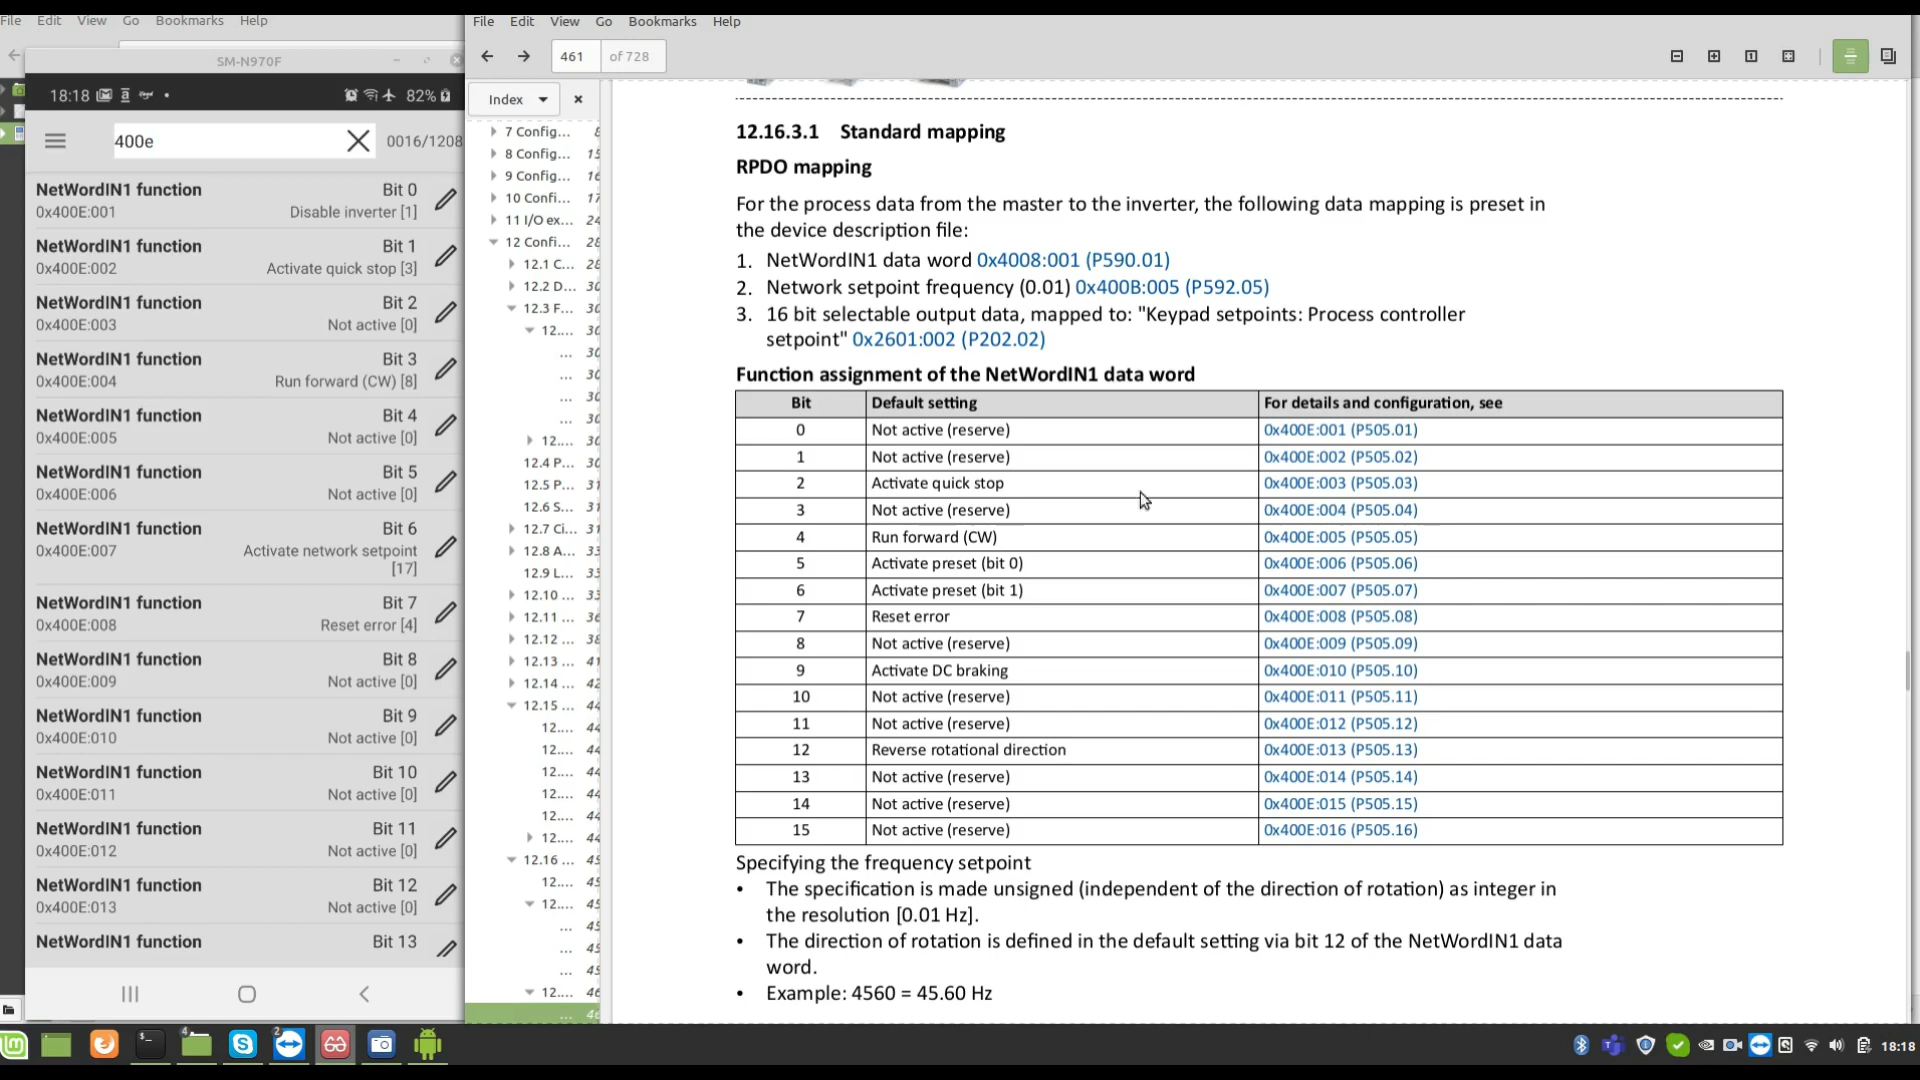 File Edit View Go Bookmarks Help
SM-N970F
18:18
82%
400e
0016/1208
NetWordIN1 function Bit 0
0x400E:001 Disable inverter [1]
NetWordIN1 function Bit 1
0x400E:002 Activate quick stop [3]
NetWordIN1 function Bit 2
0x400E:003 Not active [0]
NetWordIN1 function Bit 3
0x400E:004 Run forward (CW) [8]
NetWordIN1 function Bit 4
0x400E:005 Not active [0]
NetWordIN1 function Bit 5
0x400E:006 Not active [0]
NetWordIN1 function Bit 6
0x400E:007 Activate network setpoint
[17]
NetWordIN1 function Bit 7
0x400E:008 Reset error [4]
NetWordIN1 function Bit 8
0x400E:009 Not active [0]
NetWordIN1 function Bit 9
0x400E:010 Not active [0]
NetWordIN1 function Bit 10
0x400E:011 Not active [0]
NetWordIN1 function Bit 11
0x400E:012 Not active [0]
NetWordIN1 function Bit 12
0x400E:013 Not active [0]
NetWordIN1 function Bit 13
File Edit View Go Bookmarks Help
461 of 728
Index
7 Config...
8 Config...
9 Config...
10 Confi...
11 I/O ex...
12 Confi...
12.1 C...
12.2 D...
12.3 F...
12....
...
...
...
...
12....
12.4 P...
12.5 P...
12.6 S...
12.7 Ci...
12.8 A...
12.9 L...
12.10 ...
12.11 ...
12.12 ...
12.13 ...
12.14 ...
12.15 ...
12....
12....
12....
12....
12....
12....
12.16 ...
12....
12....
...
...
...
12....
...
12.16.3.1 Standard mapping
RPDO mapping
For the process data from the master to the inverter, the following data mapping is preset in
the device description file:
1. NetWordIN1 data word 0x4008:001 (P590.01)
2. Network setpoint frequency (0.01) 0x400B:005 (P592.05)
3. 16 bit selectable output data, mapped to: "Keypad setpoints: Process controller
setpoint" 0x2601:002 (P202.02)
Function assignment of the NetWordIN1 data word
Bit Default setting For details and configuration, see
0 Not active (reserve) 0x400E:001 (P505.01)
1 Not active (reserve) 0x400E:002 (P505.02)
2 Activate quick stop 0x400E:003 (P505.03)
3 Not active (reserve) 0x400E:004 (P505.04)
4 Run forward (CW) 0x400E:005 (P505.05)
5 Activate preset (bit 0) 0x400E:006 (P505.06)
6 Activate preset (bit 1) 0x400E:007 (P505.07)
7 Reset error 0x400E:008 (P505.08)
8 Not active (reserve) 0x400E:009 (P505.09)
9 Activate DC braking 0x400E:010 (P505.10)
10 Not active (reserve) 0x400E:011 (P505.11)
11 Not active (reserve) 0x400E:012 (P505.12)
12 Reverse rotational direction 0x400E:013 (P505.13)
13 Not active (reserve) 0x400E:014 (P505.14)
14 Not active (reserve) 0x400E:015 (P505.15)
15 Not active (reserve) 0x400E:016 (P505.16)
Specifying the frequency setpoint
• The specification is made unsigned (independent of the direction of rotation) as integer in
the resolution [0.01 Hz].
• The direction of rotation is defined in the default setting via bit 12 of the NetWordIN1 data
word.
• Example: 4560 = 45.60 Hz
4
2
18:18